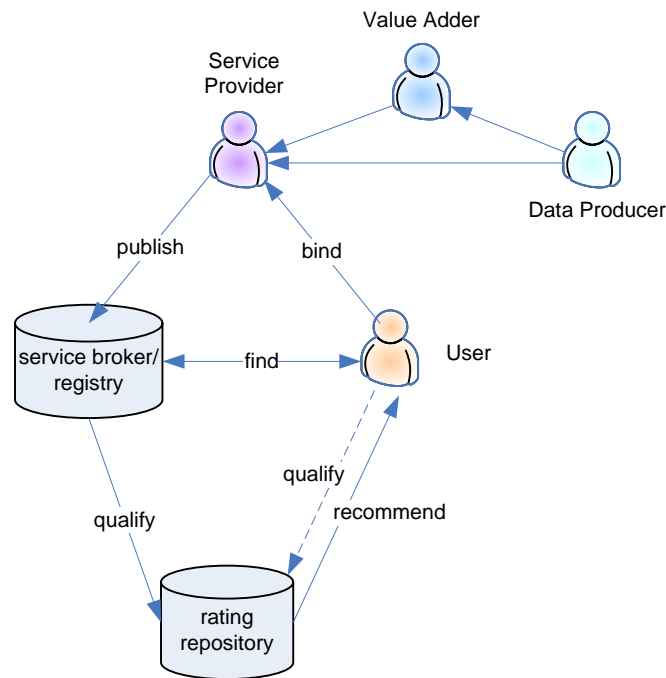 Value Adder
Service
Provider
Data Producer
publish
bind
service broker/
registry
find
User
qualify
recommend
qualify
rating
repository